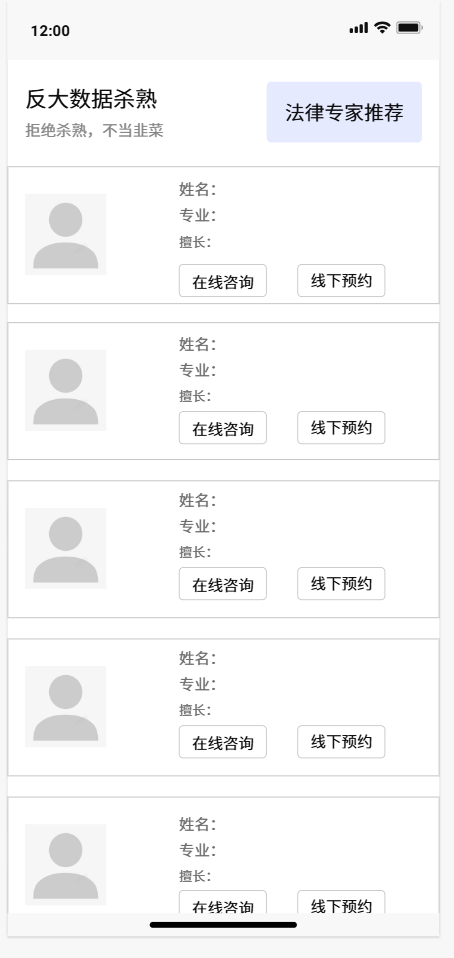 12:00
反大数据杀熟
拒绝杀熟，不当韭菜
法律专家推荐
姓名：
专业：
擅长：
在线咨询 线下预约
姓名：
专业：
擅长：
在线咨询 线下预约
姓名：
专业：
擅长：
在线咨询 线下预约
姓名：
专业：
擅长：
在线咨询 线下预约
姓名：
专业：
擅长：
在线咨询 线下预约